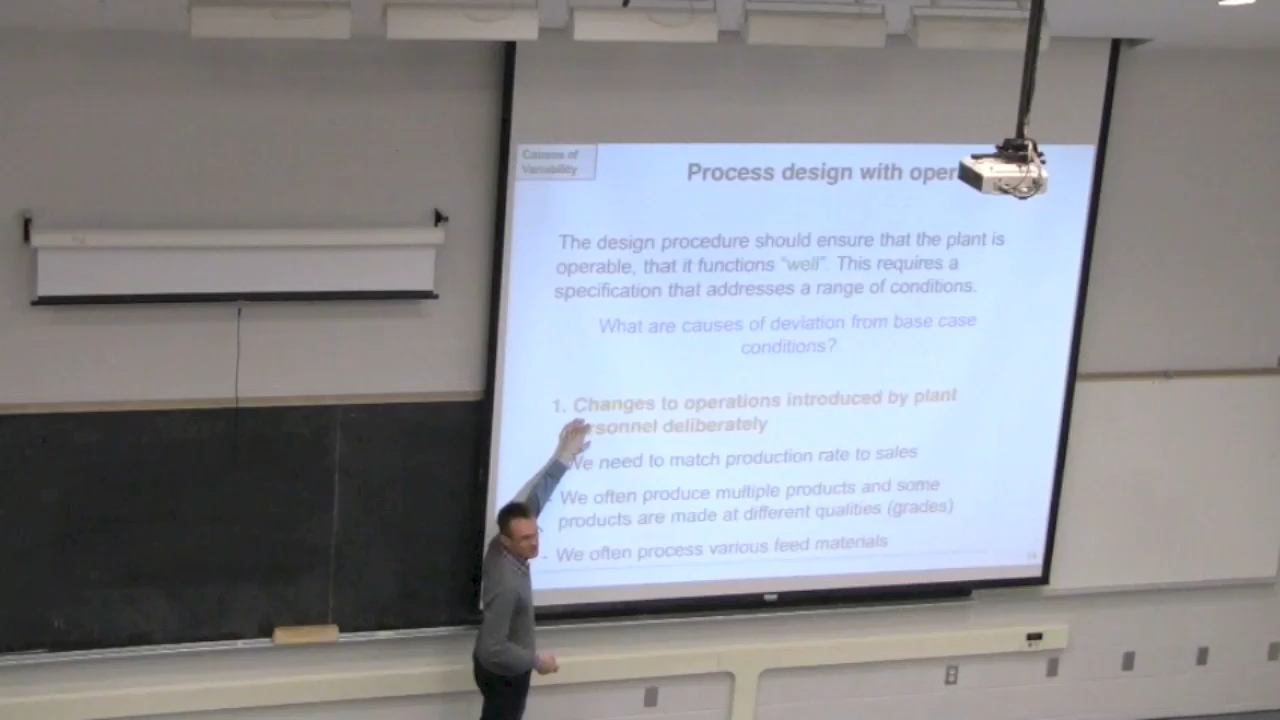 Causes of
Variability
Process design with oper
The design procedure should ensure that the plant is
operable, that it functions “well”. This requires a
specification that addresses a range of conditions.
What are causes of deviation from base case
conditions?
1. Changes to operations introduced by plant
rsonnel deliberately
We need to match production rate to sales
- We often produce multiple products and some
products are made at different qualities (grades)
- We often process various feed materials